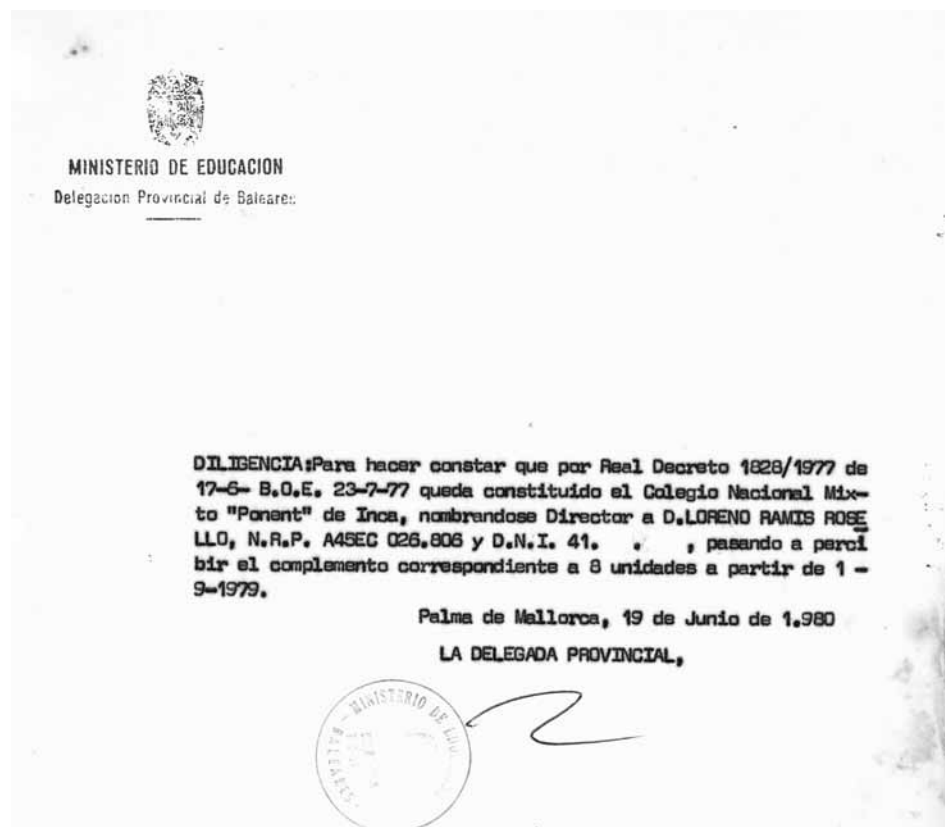 MINISTERIO DE EDUCACION
Delegacion Provincial de Baleares
DILIGENCIA:Para hacer constar que por Real Decreto 1828/1977 de
17-6- B.O.E. 23-7-77 queda constituido el Colegio Nacional Mix-
to "Ponent" de Inca, nombrandose Director a D.LORENO RAMIS ROSE
LLO, N.R.P. A45EC 026.806 y D.N.I. 41. . , pasando a perci
bir el complemento correspondiente a 8 unidades a partir de 1 -
9-1979.
Palma de Mallorca, 19 de Junio de 1.980
LA DELEGADA PROVINCIAL,
- MINISTERIO DE
BALEARES -